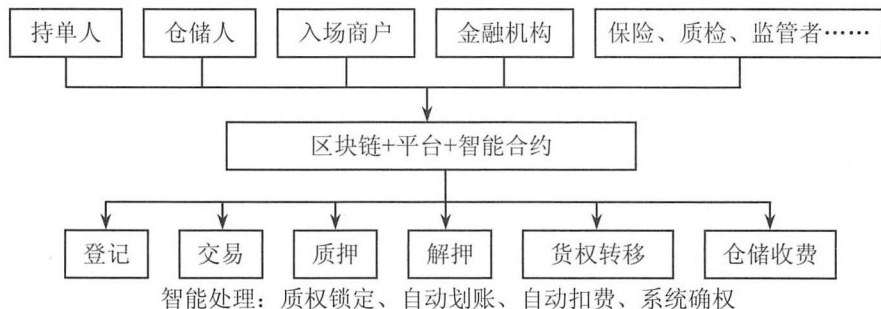 持单人 仓储人 入场商户 金融机构 保险、质检、监管者……
区块链+平台+智能合约
登记 交易 质押 解押 货权转移 仓储收费
智能处理：质权锁定、自动划账、自动扣费、系统确权